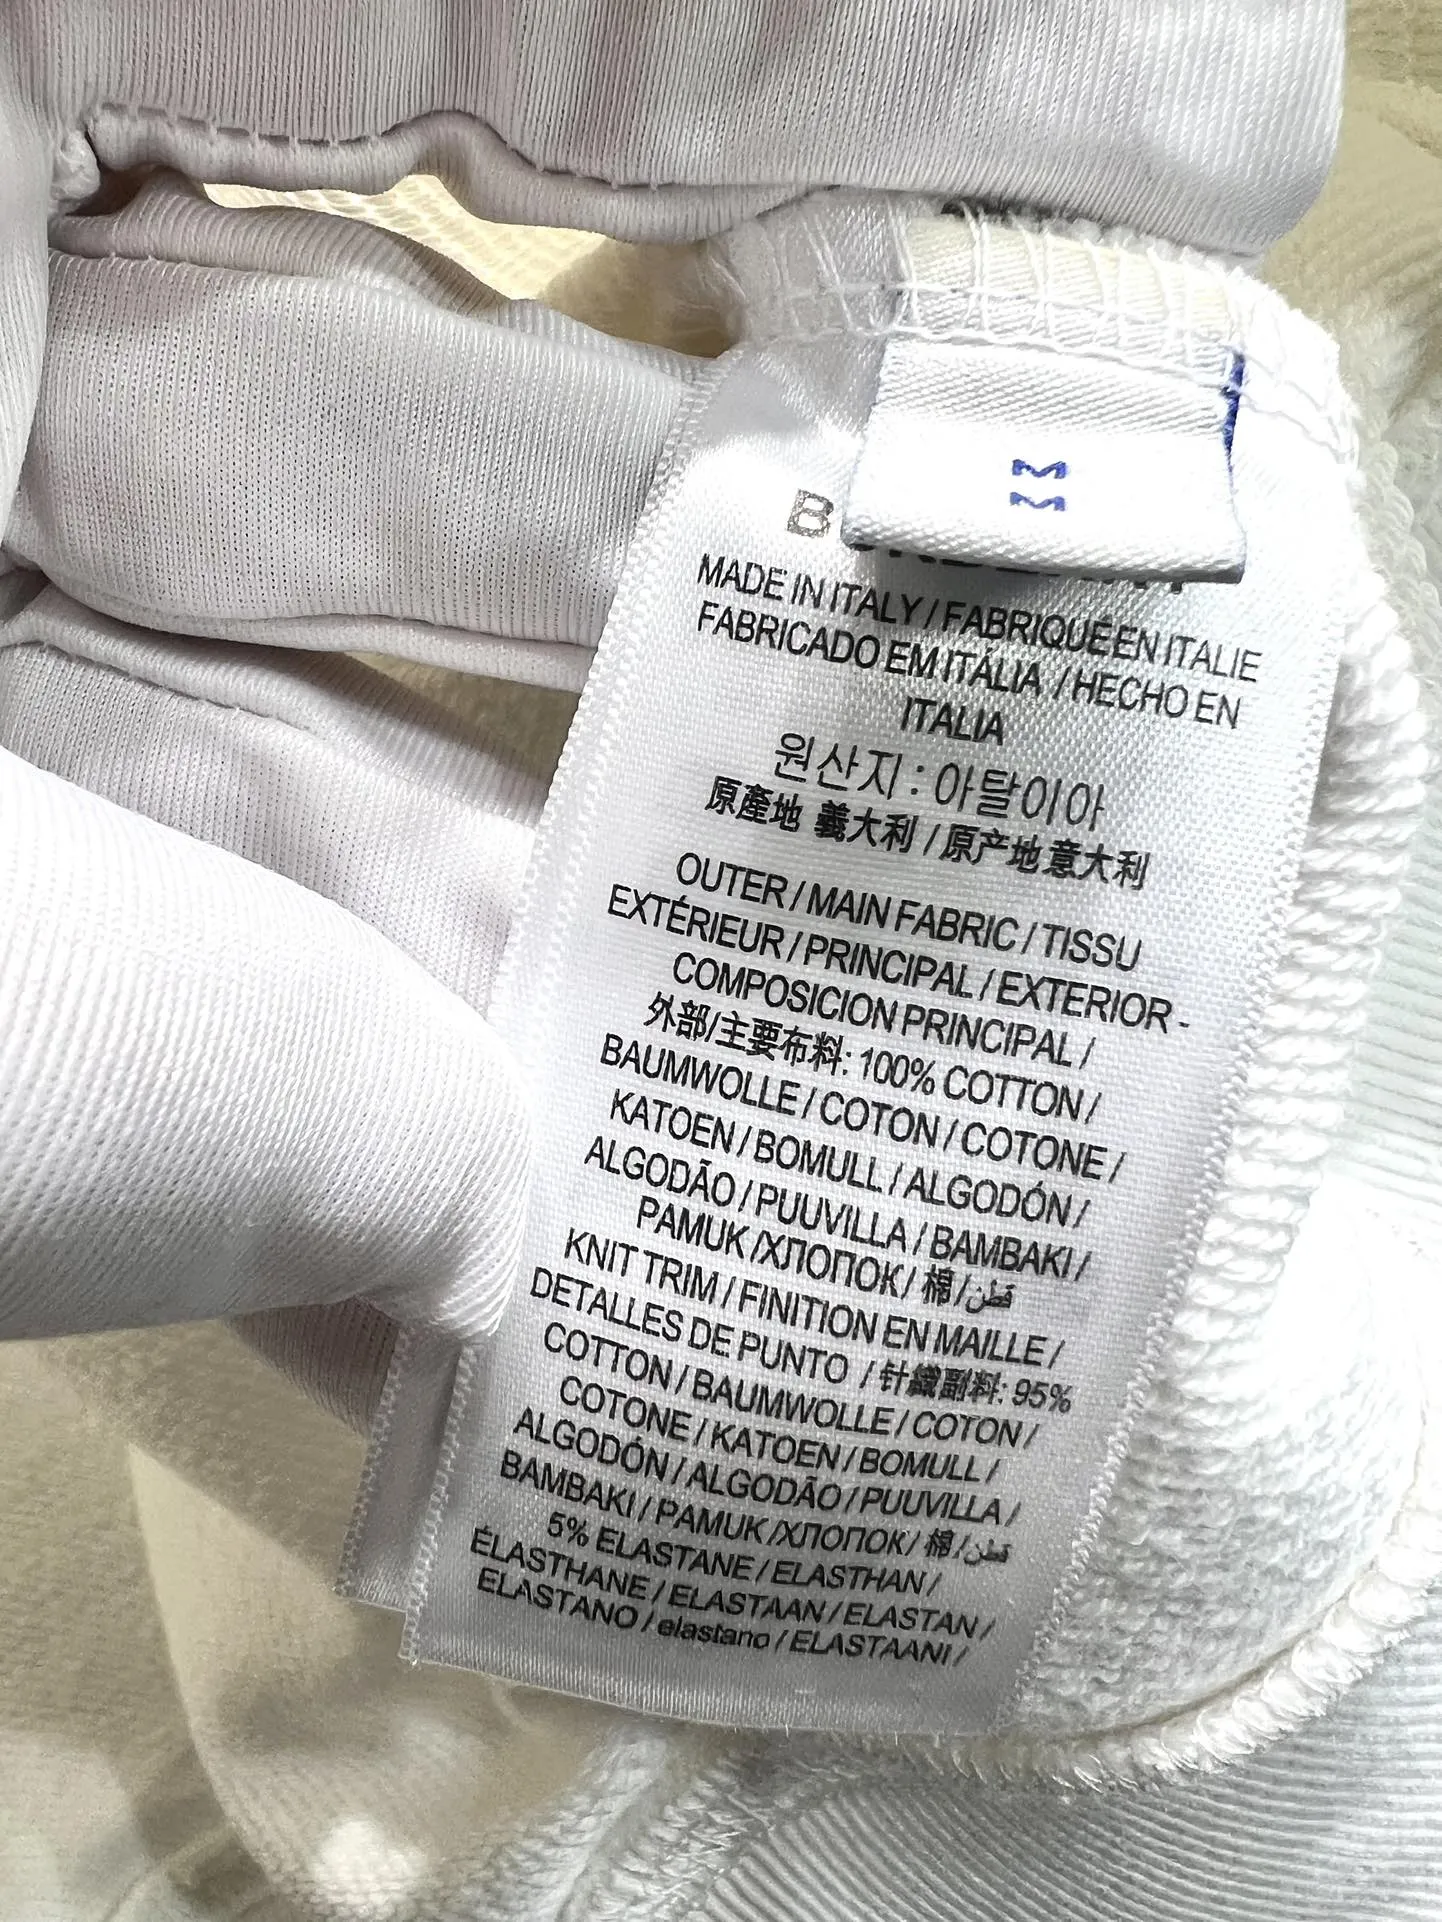 M
M
B
MADE IN ITALY / FABRIQUÉ EN ITALIE
FABRICADO EM ITÁLIA / HECHO EN
ITALIA
원산지 : 아탈이아
原產地 義大利 / 原产地意大利
OUTER / MAIN FABRIC / TISSU
EXTÉRIEUR / PRINCIPAL / EXTERIOR -
COMPOSICION PRINCIPAL /
外部/主要布料: 100% COTTON /
BAUMWOLLE / COTON / COTONE /
KATOEN / BOMULL / ALGODÓN /
ALGODÃO / PUUVILLA / BAMBAKI /
PAMUK /ХЛОПОК/ 棉/قطن
KNIT TRIM / FINITION EN MAILLE /
DETALLES DE PUNTO / 针織副料: 95%
COTTON / BAUMWOLLE / COTON /
COTONE / KATOEN / BOMULL /
ALGODÓN / ALGODÃO / PUUVILLA /
BAMBAKI / PAMUK /ХЛОПОК/ 棉/قطن
5% ELASTANE / ELASTHAN /
ÉLASTHANE / ELASTAAN / ELASTAN /
ELASTANO / elastano / ELASTAANI /